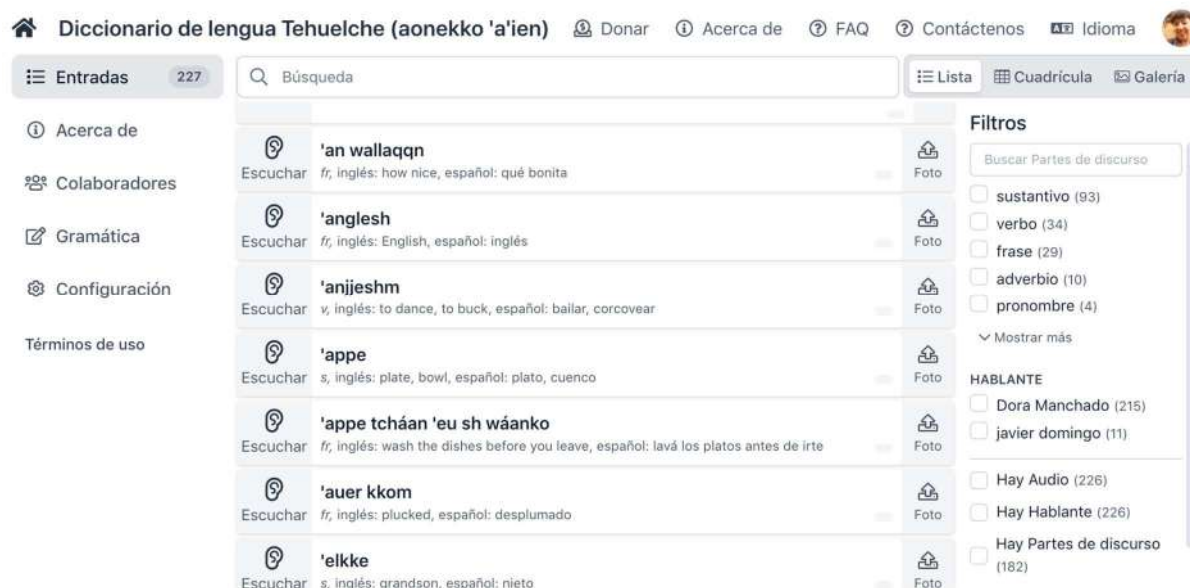 Diccionario de lengua Tehuelche (aonekko 'a'ien) Donar Acerca de FAQ Contáctenos Idioma
Entradas 227
Búsqueda
Lista Cuadrícula Galería
Acerca de
Colaboradores
Gramática
Configuración
Términos de uso
'an wallaqqn
Escuchar fr, inglés: how nice, español: qué bonita Foto
'anglesh
Escuchar fr, inglés: English, español: inglés Foto
'anjjeshm
Escuchar v, inglés: to dance, to buck, español: bailar, corcovear Foto
'appe
Escuchar s, inglés: plate, bowl, español: plato, cuenco Foto
'appe tcháan 'eu sh wáanko
Escuchar fr, inglés: wash the dishes before you leave, español: lavá los platos antes de irte Foto
'auer kkom
Escuchar fr, inglés: plucked, español: desplumado Foto
'elkke
Escuchar s, inglés: grandson, español: nieto Foto
Filtros
Buscar Partes de discurso
sustantivo (93)
verbo (34)
frase (29)
adverbio (10)
pronombre (4)
Mostrar más
HABLANTE
Dora Manchado (215)
javier domingo (11)
Hay Audio (226)
Hay Hablante (226)
Hay Partes de discurso
(182)